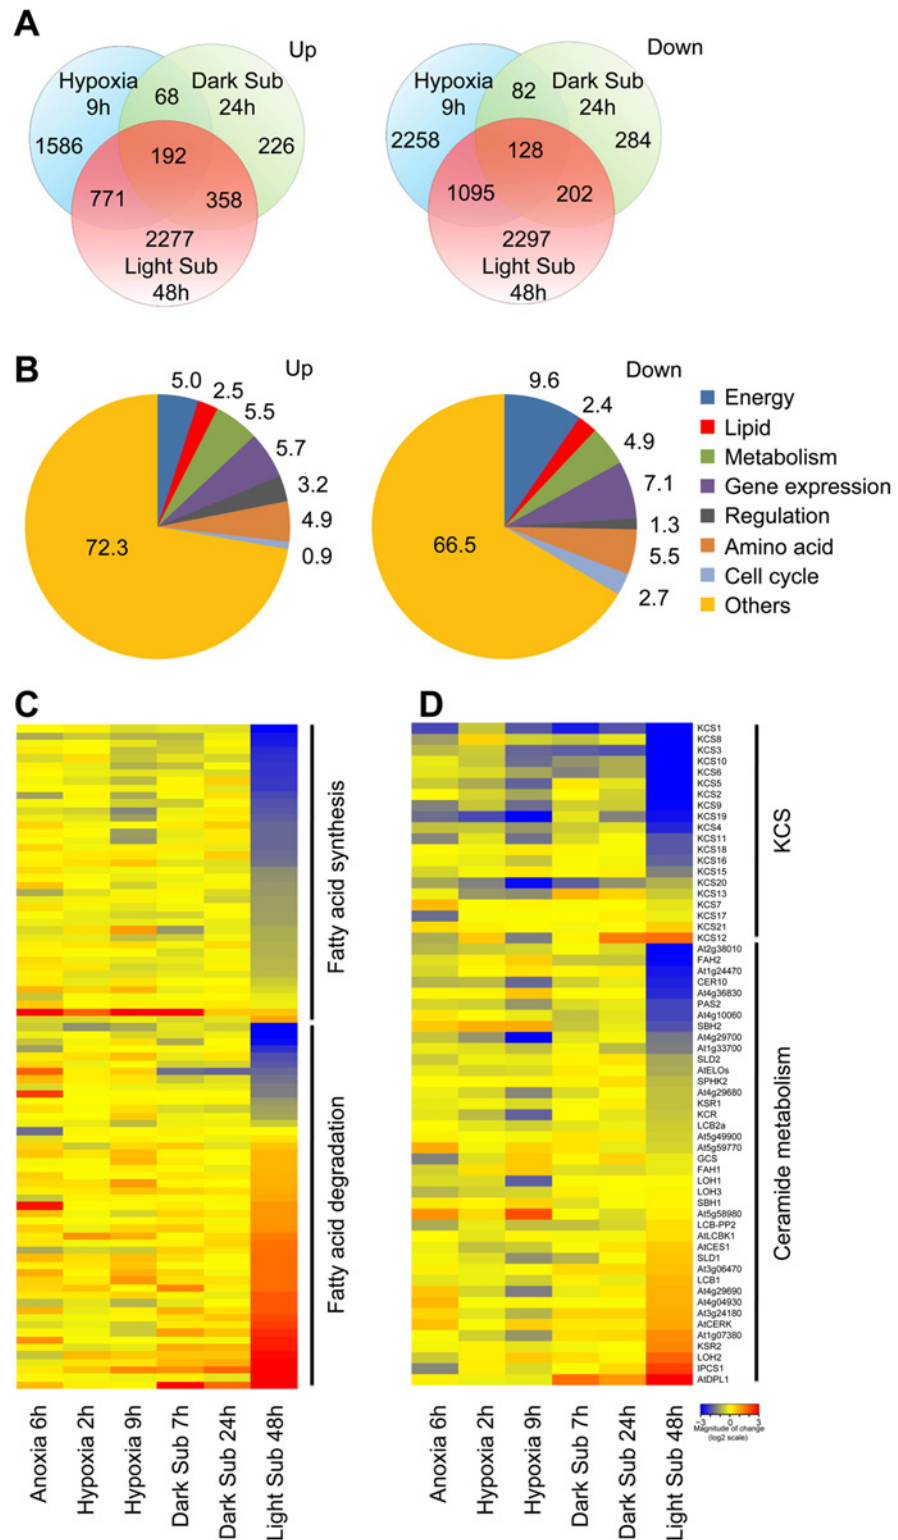 A
Up
Hypoxia
9h
Dark Sub
24h
68
1586
226
192
771
358
2277
Light Sub
48h
Down
Hypoxia
9h
Dark Sub
24h
82
2258
284
128
1095
202
2297
Light Sub
48h
B
Up
5.0
2.5
5.5
5.7
3.2
4.9
0.9
72.3
Down
9.6
2.4
4.9
7.1
1.3
5.5
2.7
66.5
Energy
Lipid
Metabolism
Gene expression
Regulation
Amino acid
Cell cycle
Others
C
Fatty acid synthesis
Fatty acid degradation
Anoxia 6h
Hypoxia 2h
Hypoxia 9h
Dark Sub 7h
Dark Sub 24h
Light Sub 48h
D
KCS1
KCS8
KCS3
KCS10
KCS6
KCS5
KCS2
KCS9
KCS19
KCS4
KCS11
KCS18
KCS16
KCS15
KCS20
KCS13
KCS7
KCS17
KCS21
KCS12
At2g38010
FAH2
At1g24470
CER10
At4g36830
PAS2
At4g10060
SBH2
At4g29700
At1g33700
SLD2
AtELOs
SPHK2
At4g29680
KSR1
KCR
LCB2a
At5g49900
At5g59770
GCS
FAH1
LOH1
LOH3
SBH1
At5g58980
LCB-PP2
AtLCBK1
AtCES1
SLD1
At3g06470
LCB1
At4g29690
At4g04930
At3g24180
AtCERK
At1g07380
KSR2
LOH2
IPCS1
AtDPL1
KCS
Ceramide metabolism
Anoxia 6h
Hypoxia 2h
Hypoxia 9h
Dark Sub 7h
Dark Sub 24h
Light Sub 48h
-3 0 3
Magnitude of change
(log2 scale)